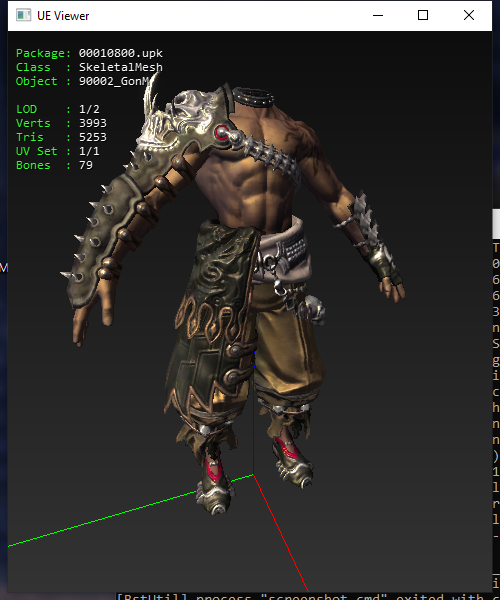 UE Viewer
Package: 00010800.upk
Class : SkeletalMesh
Object : 90002_GonM
LOD : 1/2
Verts : 3993
Tris : 5253
UV Set : 1/1
Bones : 79
[BstUtil] process "screenshot.cmd" exited with c